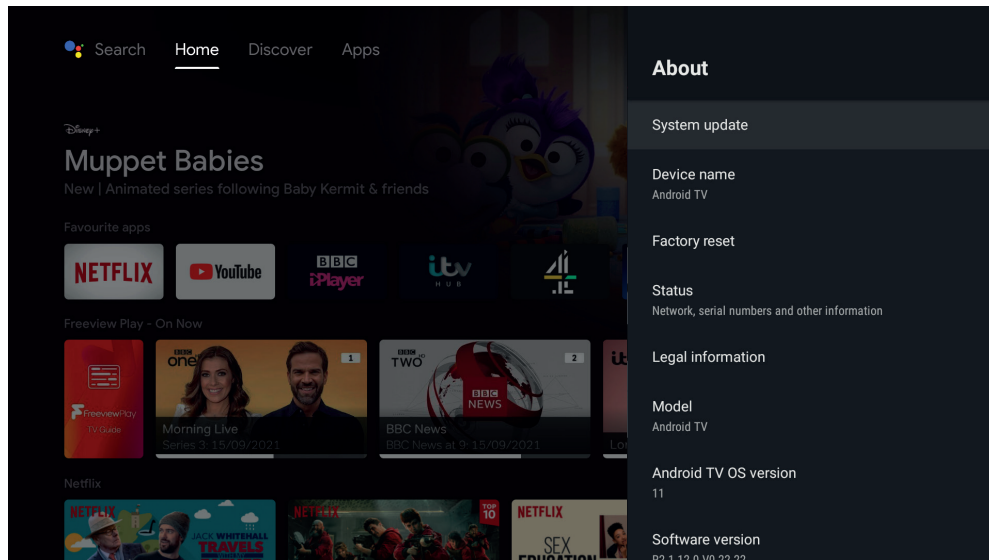 Search Home Discover Apps
Disney+
Muppet Babies
New | Animated series following Baby Kermit & friends
Favourite apps
NETFLIX
YouTube
BBC
iPlayer
itv
HUB
4
Freeview Play - On Now
FreeviewPlay
TV Guide
BBC
one
1
Morning Live
Series 3: 15/09/2021
BBC
TWO HD
2
BBC
NEWS
BBC News
BBC News at 9: 15/09/2021
itv
Lor
Netflix
NETFLIX
JACK WHITEHALL
TRAVELS
NETFLIX
TOP
10
NETFLIX
SEX
EDUCATION
About
System update
Device name
Android TV
Factory reset
Status
Network, serial numbers and other information
Legal information
Model
Android TV
Android TV OS version
11
Software version